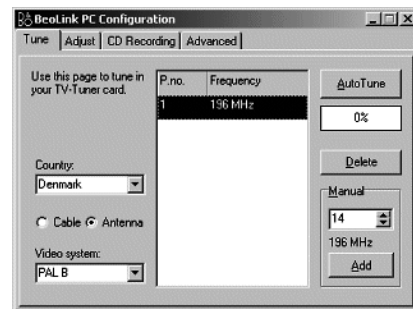 BeoLink PC Configuration
Tune Adjust CD Recording Advanced
Use this page to tune in
your TV-Tuner card.
P.no. Frequency
1 196 MHz
AutoTune
0%
Country:
Denmark
Cable Antenna
Video system:
PAL B
Delete
Manual
14
196 MHz
Add